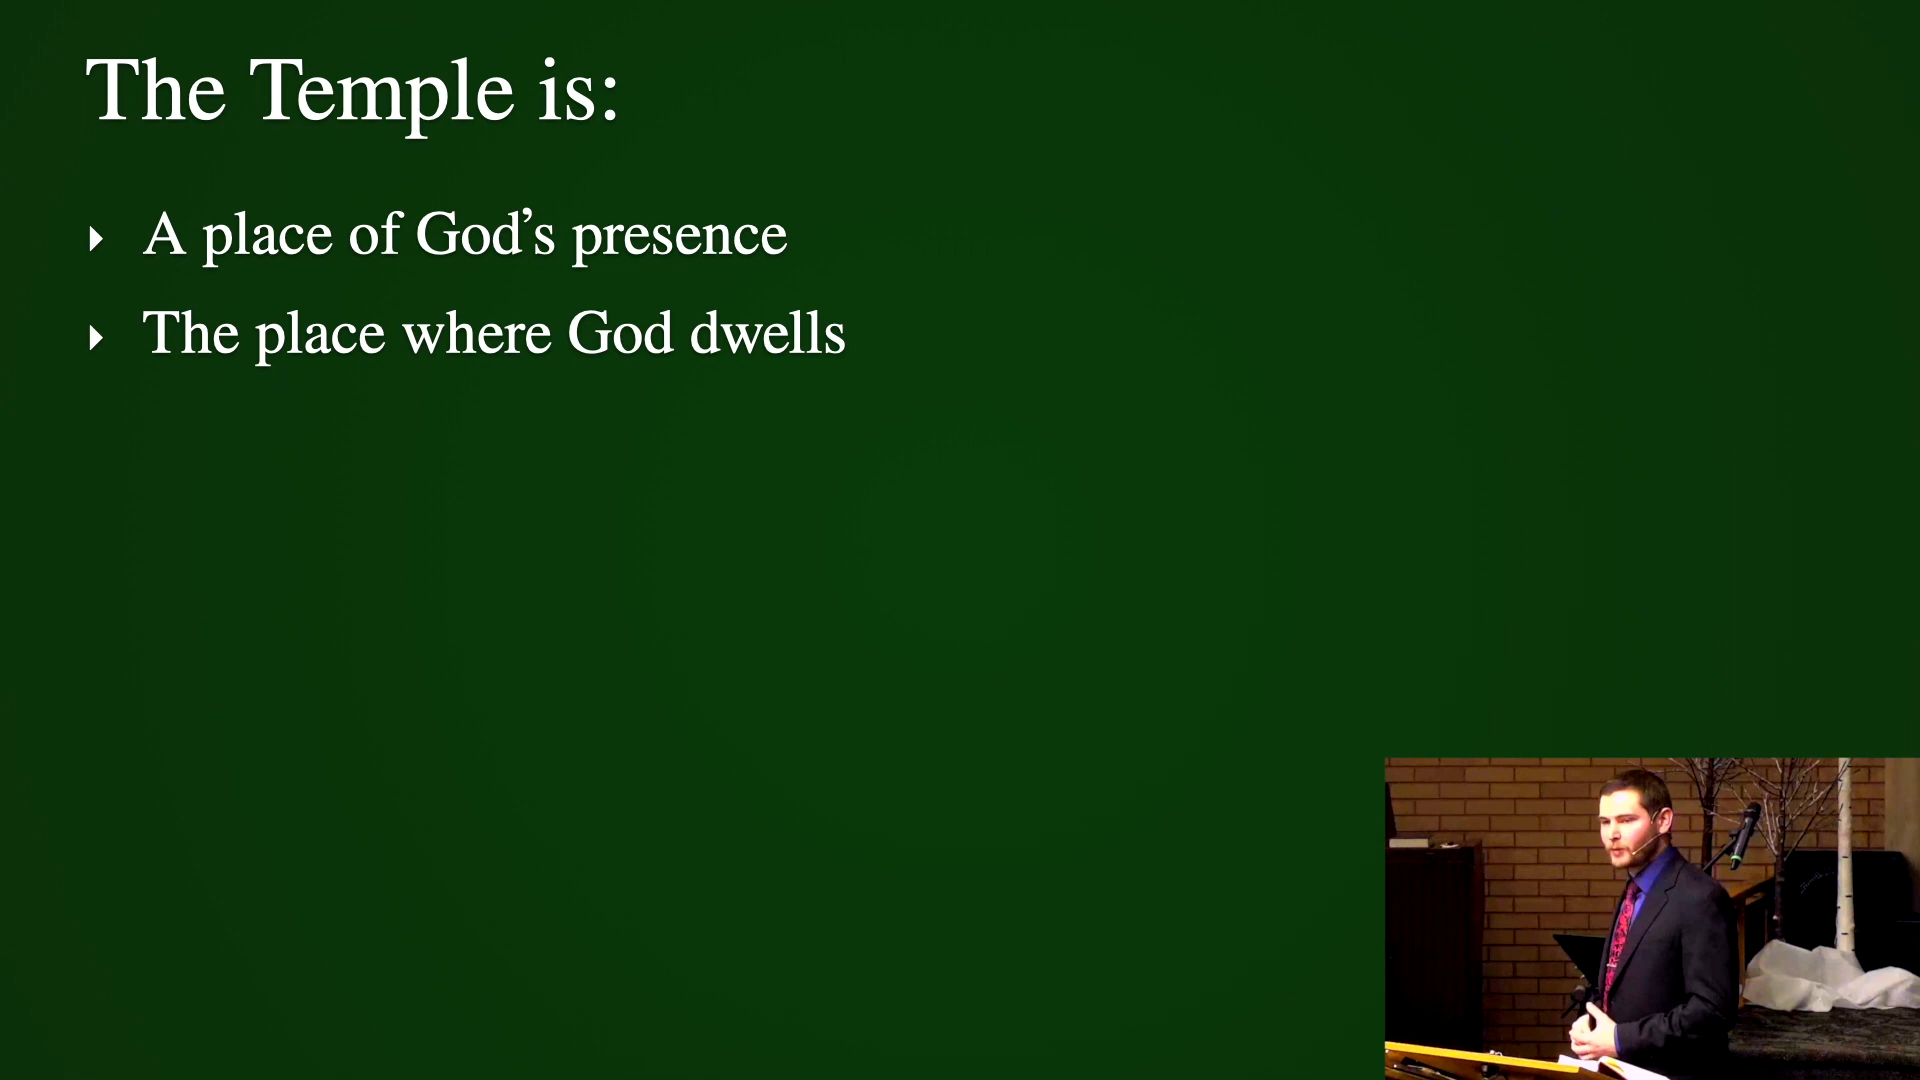 The Temple is:
A place of God’s presence
The place where God dwells